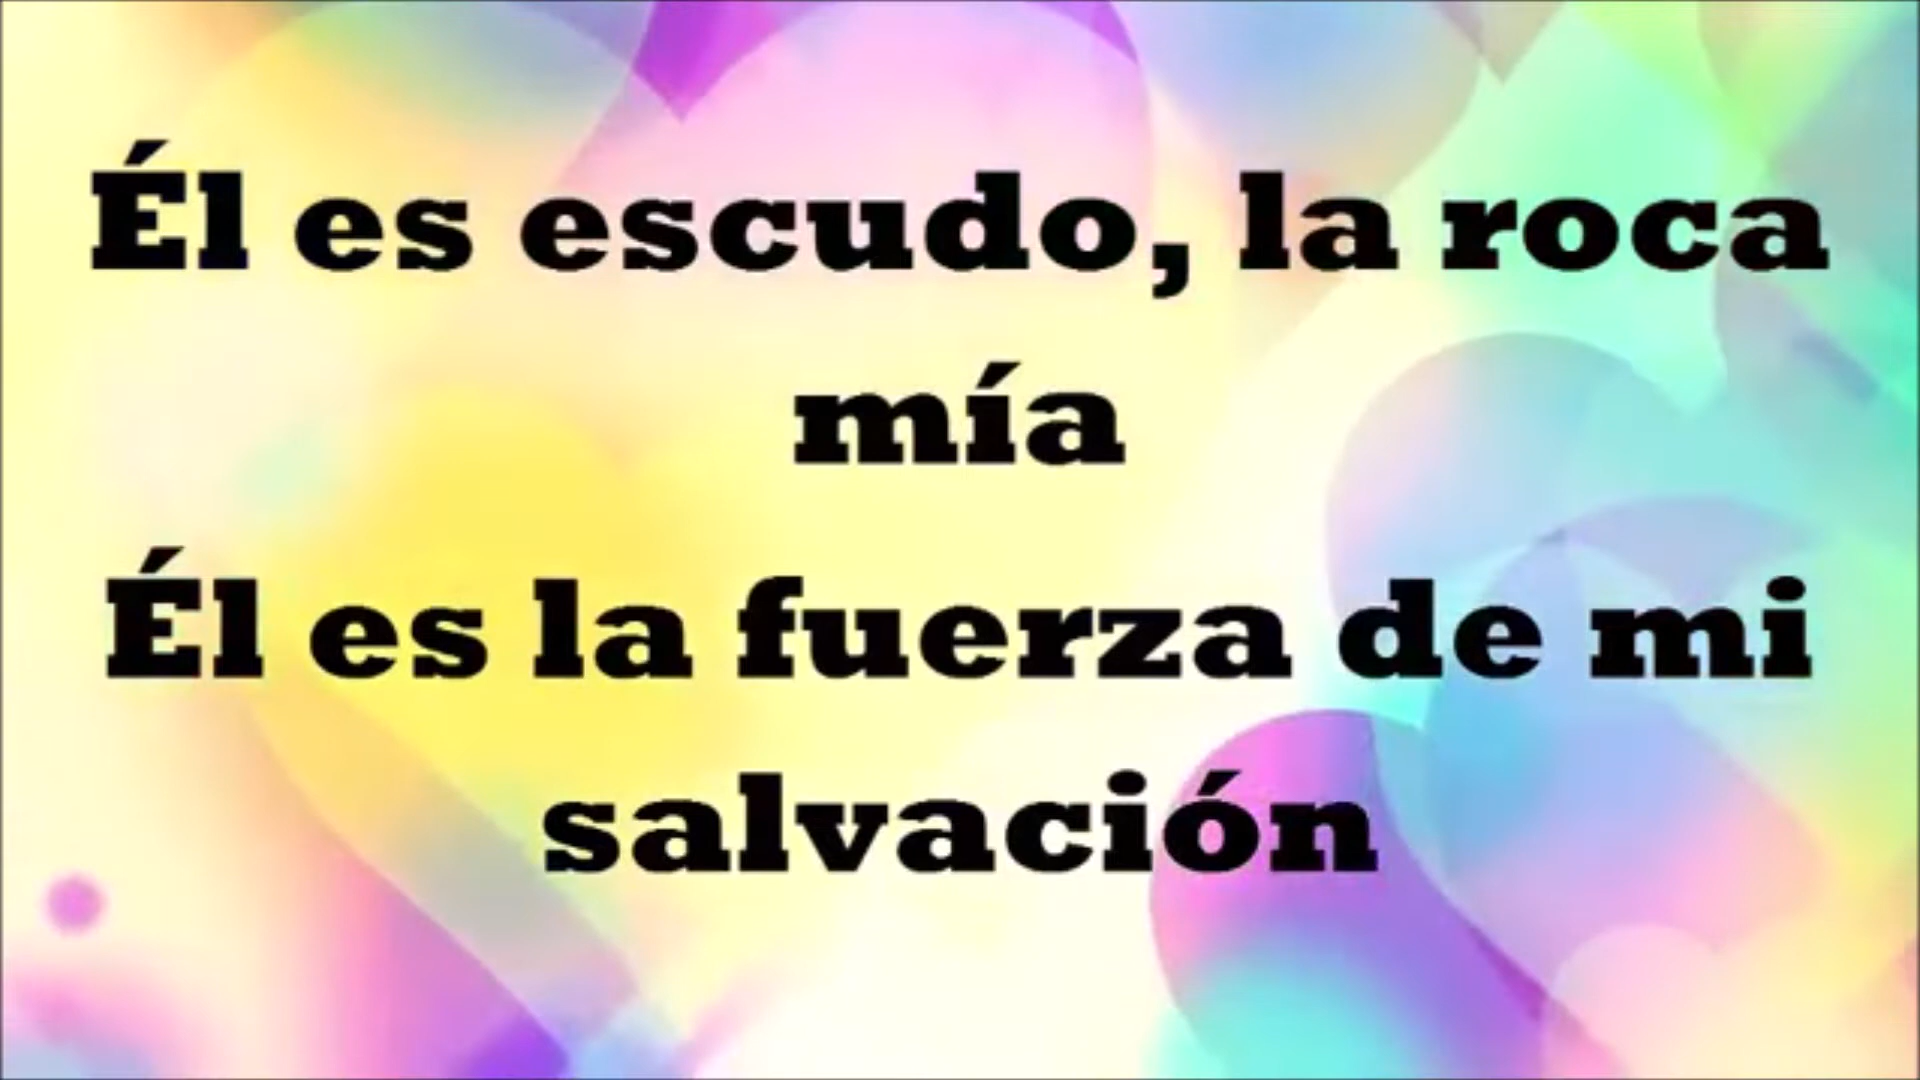 Él es escudo, la roca
mía
Él es la fuerza de mi
salvación